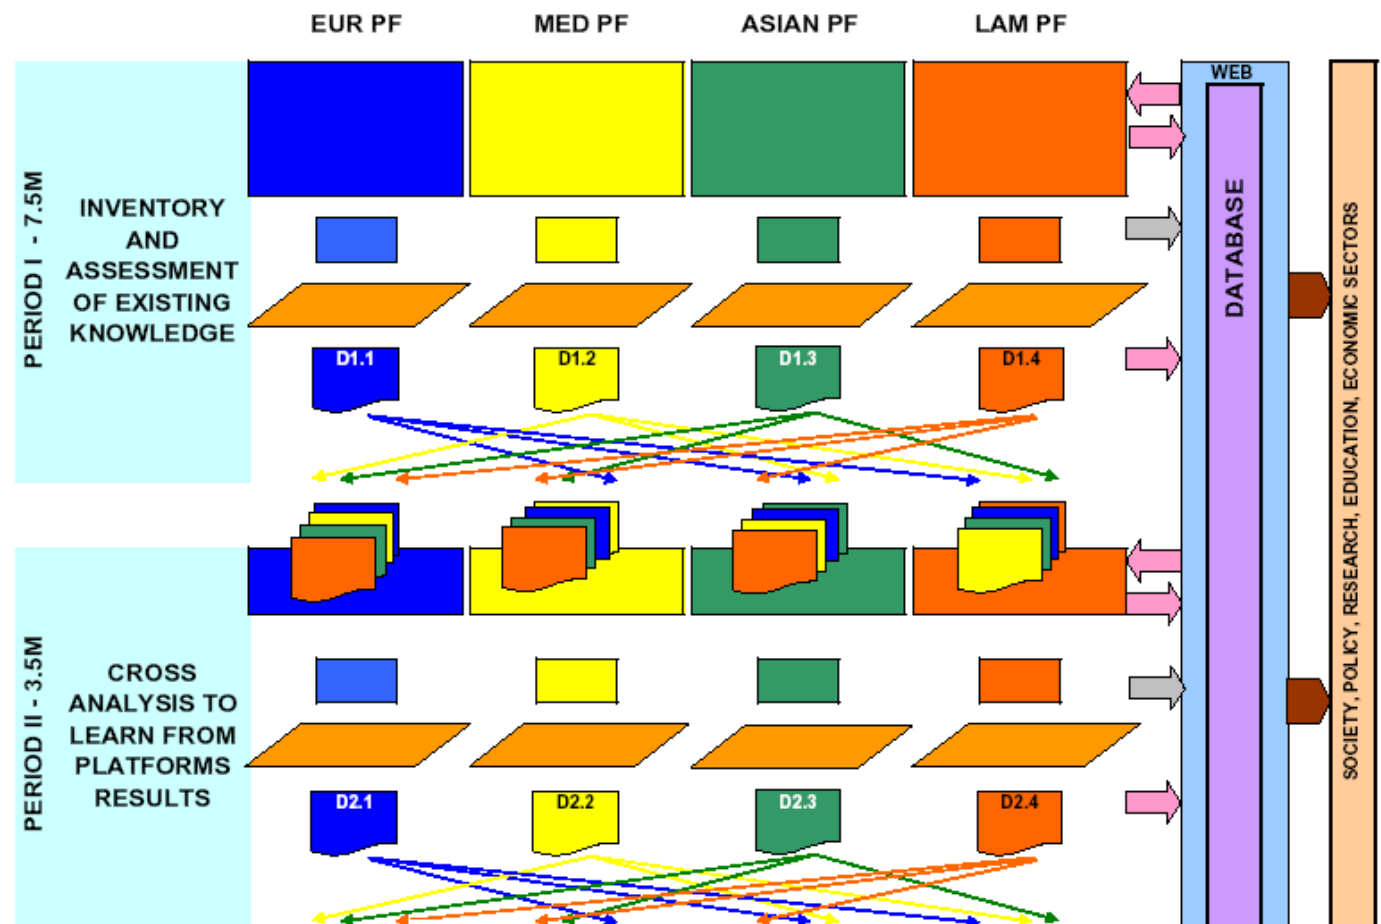 EUR PF
MED PF
ASIAN PF
LAM PF
WEB
DATABASE
SOCIETY, POLICY, RESEARCH, EDUCATION, ECONOMIC SECTORS
PERIOD I - 7.5M
INVENTORY
AND
ASSESSMENT
OF EXISTING
KNOWLEDGE
D1.1
D1.2
D1.3
D1.4
PERIOD II - 3.5M
CROSS
ANALYSIS TO
LEARN FROM
PLATFORMS
RESULTS
D2.1
D2.2
D2.3
D2.4